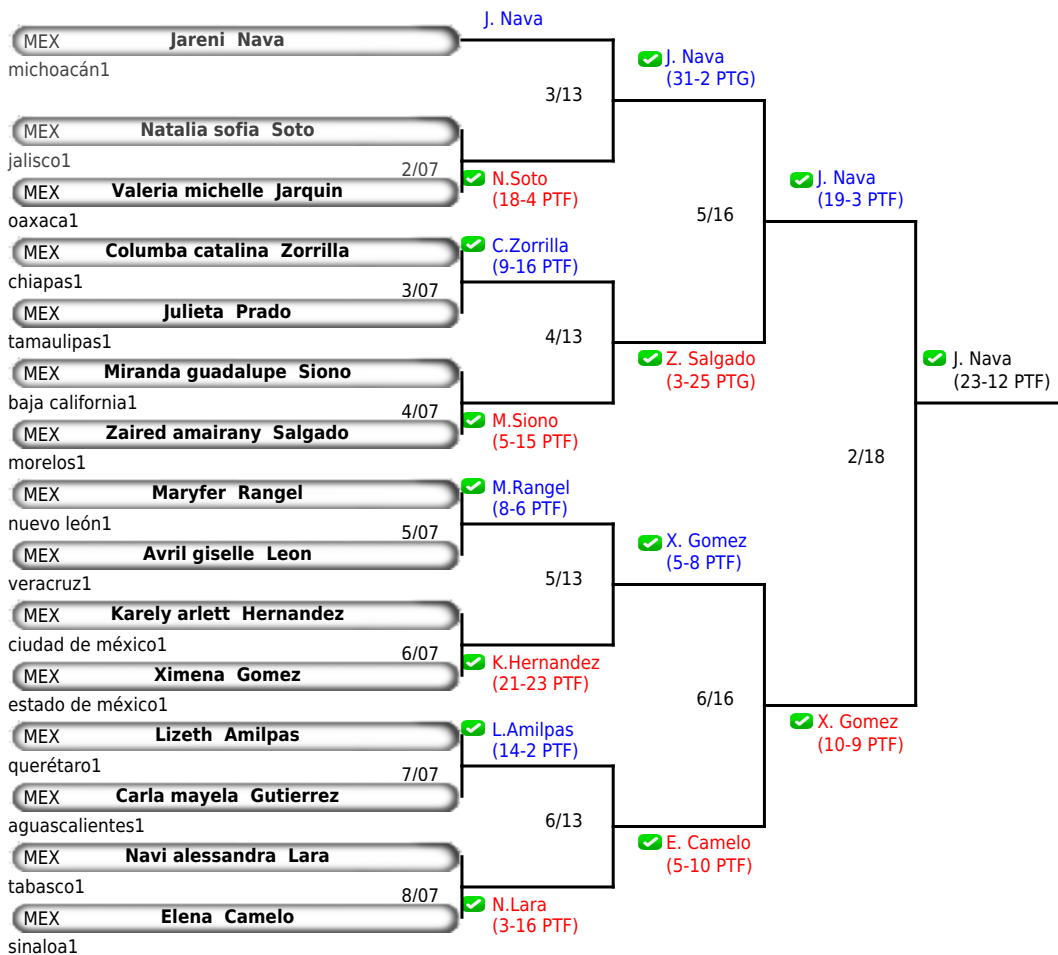 MEX Jareni Nava
michoacán1
MEX Natalia sofia Soto
jalisco1
2/07
MEX Valeria michelle Jarquin
oaxaca1
MEX Columba catalina Zorrilla
chiapas1
3/07
MEX Julieta Prado
tamaulipas1
MEX Miranda guadalupe Siono
baja california1
4/07
MEX Zaired amairany Salgado
morelos1
MEX Maryfer Rangel
nuevo león1
5/07
MEX Avril giselle Leon
veracruz1
MEX Karely arlett Hernandez
ciudad de méxico1
6/07
MEX Ximena Gomez
estado de méxico1
MEX Lizeth Amilpas
querétaro1
7/07
MEX Carla mayela Gutierrez
aguascalientes1
MEX Navi alessandra Lara
tabasco1
8/07
MEX Elena Camelo
sinaloa1
J. Nava
3/13
N.Soto
(18-4 PTF)
C.Zorrilla
(9-16 PTF)
4/13
M.Siono
(5-15 PTF)
M.Rangel
(8-6 PTF)
5/13
K.Hernandez
(21-23 PTF)
L.Amilpas
(14-2 PTF)
6/13
N.Lara
(3-16 PTF)
J. Nava
(31-2 PTG)
5/16
Z. Salgado
(3-25 PTG)
X. Gomez
(5-8 PTF)
6/16
E. Camelo
(5-10 PTF)
J. Nava
(19-3 PTF)
2/18
X. Gomez
(10-9 PTF)
J. Nava
(23-12 PTF)